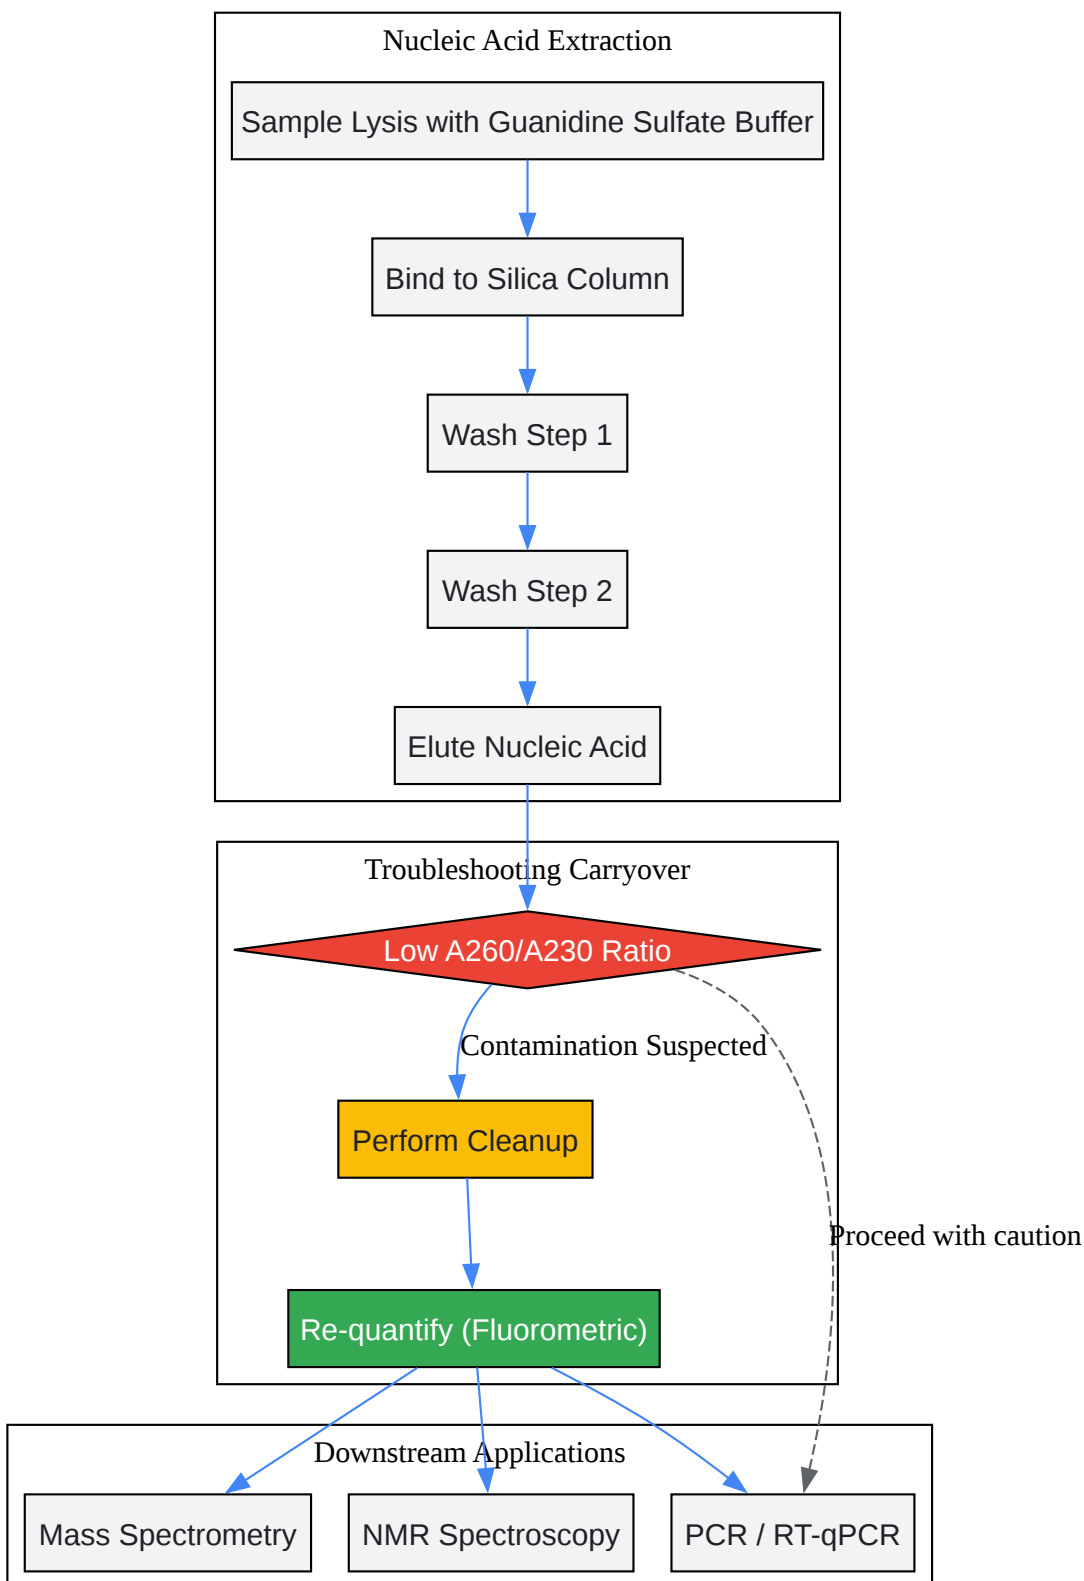 Nucleic Acid Extraction
Sample Lysis with Guanidine Sulfate Buffer
Bind to Silica Column
Wash Step 1
Wash Step 2
Elute Nucleic Acid
Troubleshooting Carryover
Low A260/A230 Ratio
Contamination Suspected
Perform Cleanup
Proceed with caution
Re-quantify (Fluorometric)
Downstream Applications
Mass Spectrometry
NMR Spectroscopy
PCR / RT-qPCR